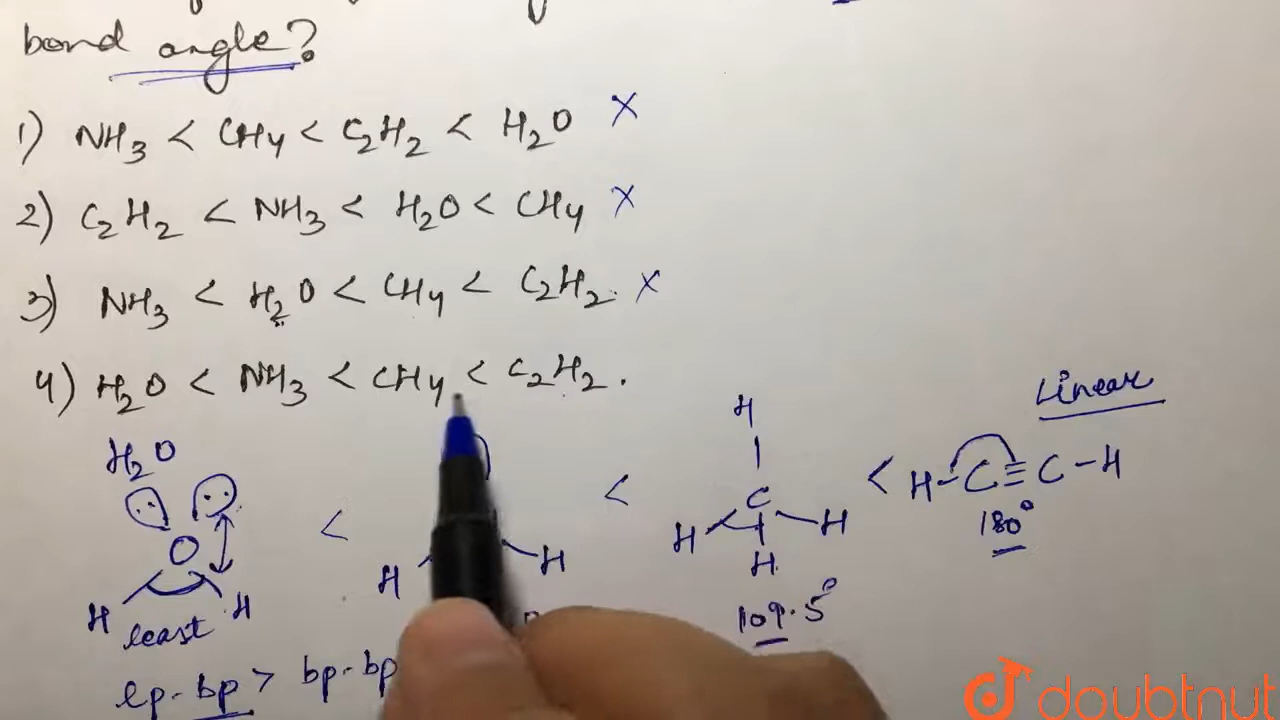 bond angle?
1) NH3 < CH4 < C2H2 < H2O X
2) C2H2 < NH3 < H2O < CH4 X
3) NH3 < H2O < CH4 < C2H2. X
4) H2O < NH3 < CH4 < C2H2.
Linear
H2O
H
< < < H-C≡C-H
O C
180°
H H H H
H H H
least 109.5°
lp-bp > bp-bp
doubtnut